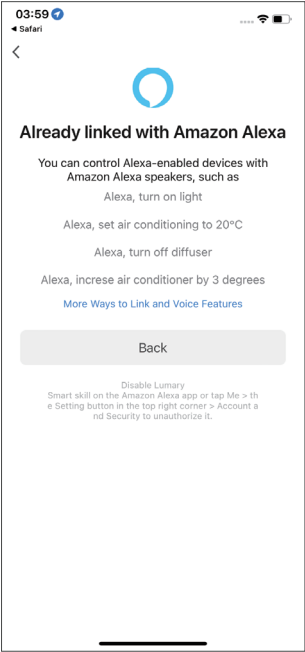 03:59
◀ Safari
Already linked with Amazon Alexa
You can control Alexa-enabled devices with
Amazon Alexa speakers, such as
Alexa, turn on light
Alexa, set air conditioning to 20°C
Alexa, turn off diffuser
Alexa, increse air conditioner by 3 degrees
More Ways to Link and Voice Features
Back
Disable Lumary
Smart skill on the Amazon Alexa app or tap Me > th
e Setting button in the top right corner > Account a
nd Security to unauthorize it.